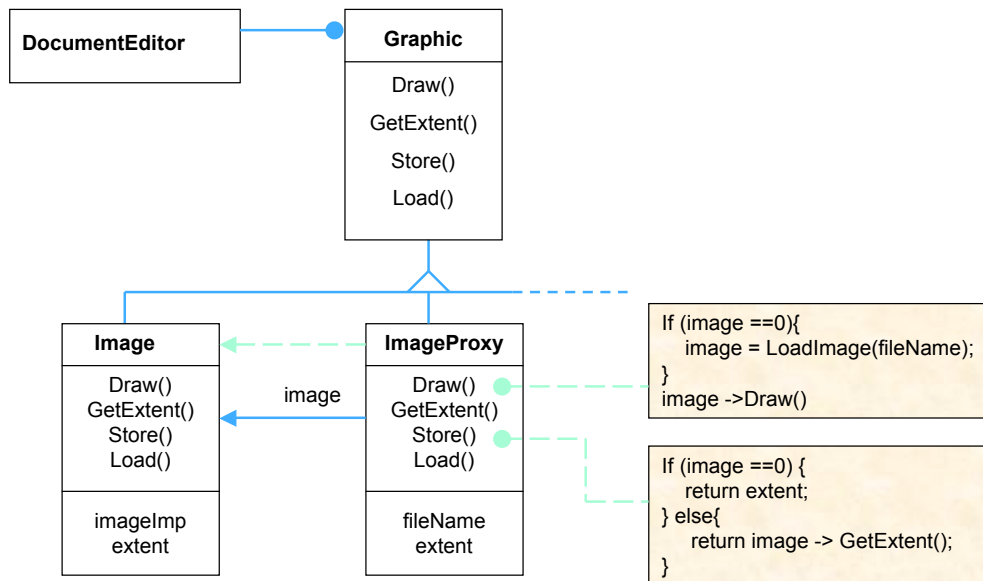 DocumentEditor
Graphic
Draw()
GetExtent()
Store()
Load()
Image
Draw()
GetExtent()
Store()
Load()
imageImp
extent
image
ImageProxy
Draw()
GetExtent()
Store()
Load()
fileName
extent
If (image ==0){
image = LoadImage(fileName);
}
image ->Draw()
If (image ==0) {
return extent;
} else{
return image -> GetExtent();
}